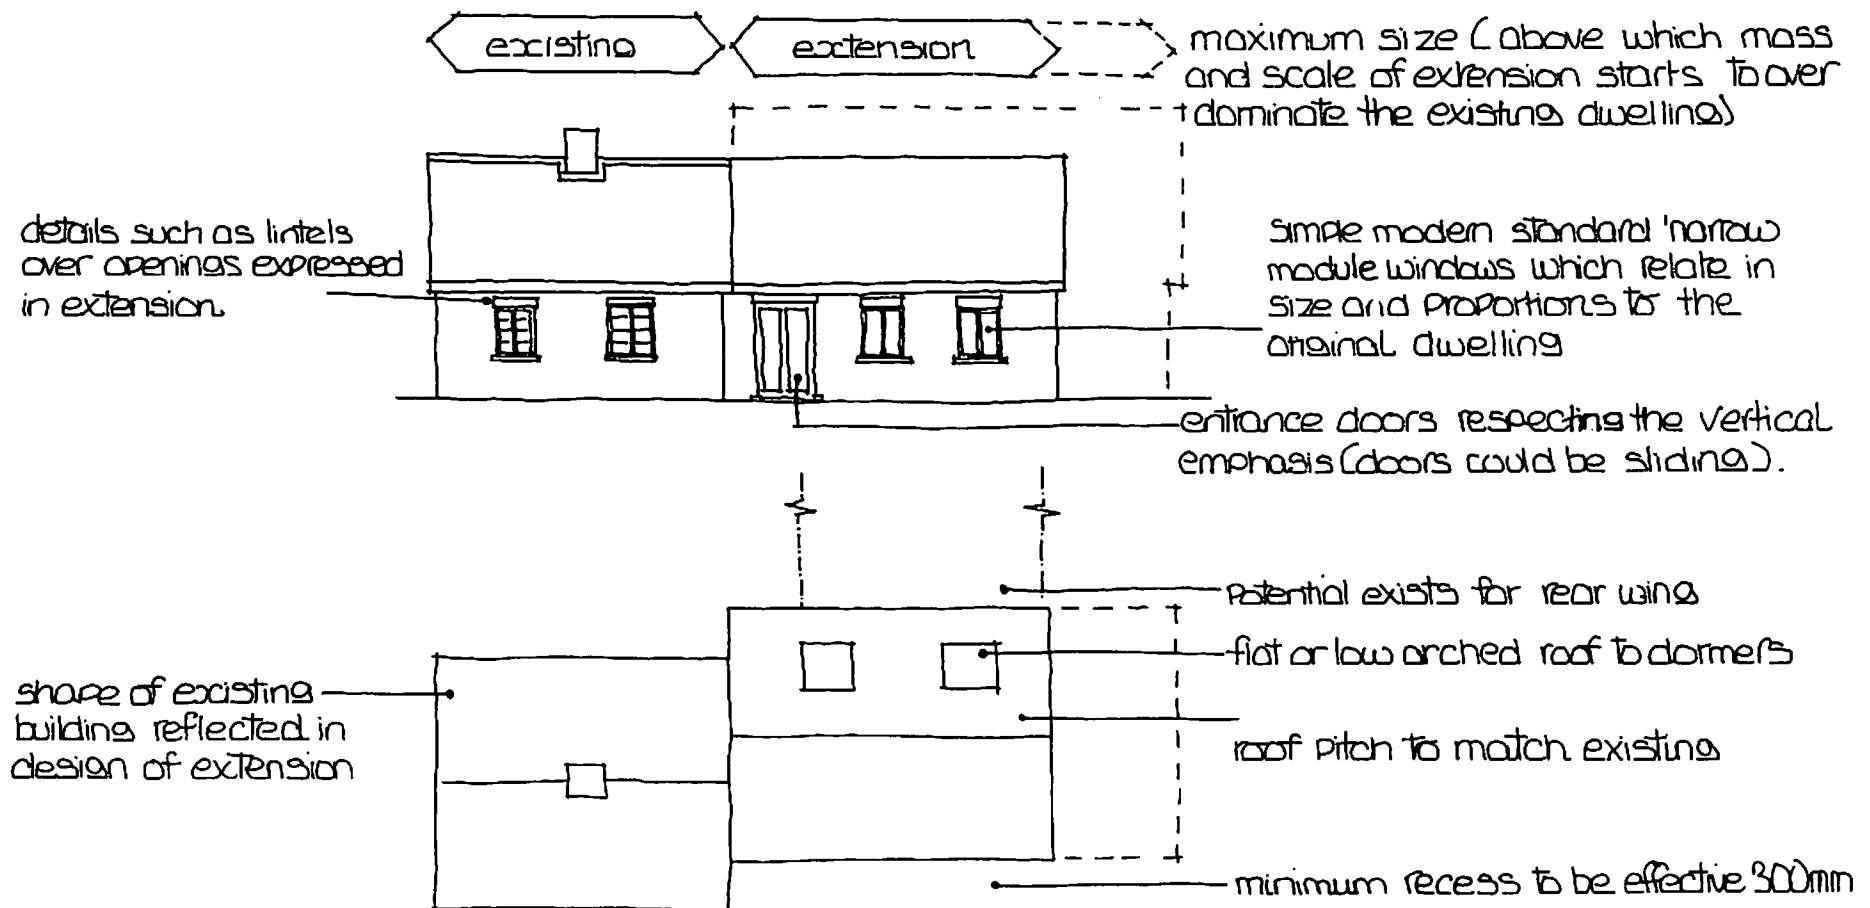 existing
extension
maximum size (above which mass
and scale of extension starts to over
dominate the existing dwelling)
details such as lintels
over openings expressed
in extension.
simple modern standard 'narrow
module windows which relate in
size and proportions to the
original dwelling
entrance doors respecting the vertical
emphasis (doors could be sliding).
potential exists for rear wing
flat or low arched roof to dormers
shape of existing
building reflected in
design of extension
roof pitch to match existing
minimum recess to be effective 300mm